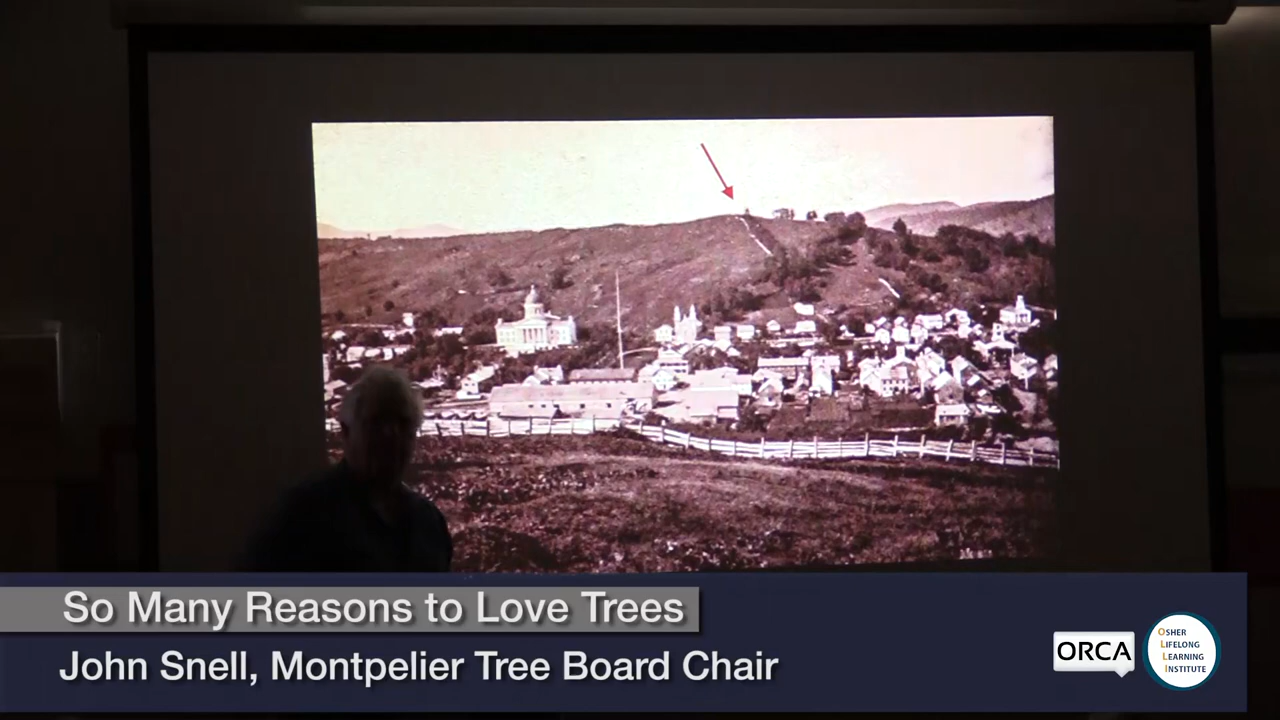 So Many Reasons to Love Trees
John Snell, Montpelier Tree Board Chair
ORCA
OSHER
LIFELONG
LEARNING
INSTITUTE